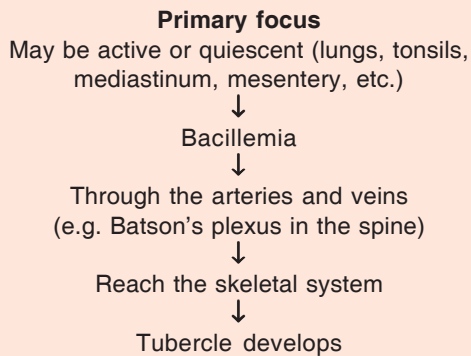 Primary focus
May be active or quiescent (lungs, tonsils,
mediastinum, mesentery, etc.)
↓
Bacillemia
↓
Through the arteries and veins
(e.g. Batson's plexus in the spine)
↓
Reach the skeletal system
↓
Tubercle develops